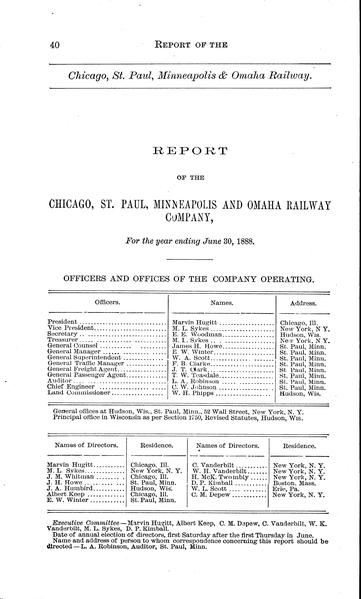 40 REPORT OF THE
Chicago, St. Paul, Minneapolis & Omaha Railway.
REPORT
OF THE
CHICAGO, ST. PAUL, MINNEAPOLIS AND OMAHA RAILWAY
COMPANY,
For the year ending June 30, 1888.
OFFICERS AND OFFICES OF THE COMPANY OPERATING.
Officers. Names. Address.
President Marvin Hugitt Chicago, Ill.
Vice President M. L. Sykes New York, N Y.
Secretary E. E. Woodman Hudson, Wis.
Treasurer M. L. Sykes New York, N. Y.
General Counsel James H. Howe St. Paul, Minn.
General Manager E. W. Winter St. Paul, Minn.
General Superintendent W. A. Scott St. Paul, Minn.
General Traffic Manager F. B. Clarke St. Paul, Minn.
General Freight Agent J. T. Clark St. Paul, Minn.
General Passenger Agent T. W. Teasdale St. Paul, Minn.
Auditor L. A. Robinson St. Paul, Minn.
Chief Engineer C. W. Johnson St. Paul, Minn.
Land Commissioner W. H. Phipps Hudson, Wis.
General offices at Hudson, Wis., St. Paul, Minn., 52 Wall Street, New York, N. Y.
Principal office in Wisconsin as per Section 1750, Revised Statutes, Hudson, Wis.
Names of Directors. Residence. Names of Directors. Residence.
Marvin Hugitt Chicago, Ill. C. Vanderbilt New York, N. Y.
M. L. Sykes New York, N. Y. W. H. Vanderbilt New York, N. Y.
J. M. Whitman Chicago, Ill. H. McK. Twombly New York, N. Y.
J. H. Howe St. Paul, Minn. D. P. Kimball Boston, Mass.
J. A. Humbird Hudson, Wis. W. L. Scott Erie, Pa.
Albert Keep Chicago, Ill. C. M. Depew New York, N. Y.
E. W. Winter St. Paul, Minn.
Executive Committee—Marvin Hugitt, Albert Keep, C. M. Depew, C. Vanderbilt, W. K.
Vanderbilt, M. L. Sykes, D. P. Kimball.
Date of annual election of directors, first Saturday after the first Thursday in June.
Name and address of person to whom correspondence concerning this report should be
directed—L. A. Robinson, Auditor, St. Paul, Minn.